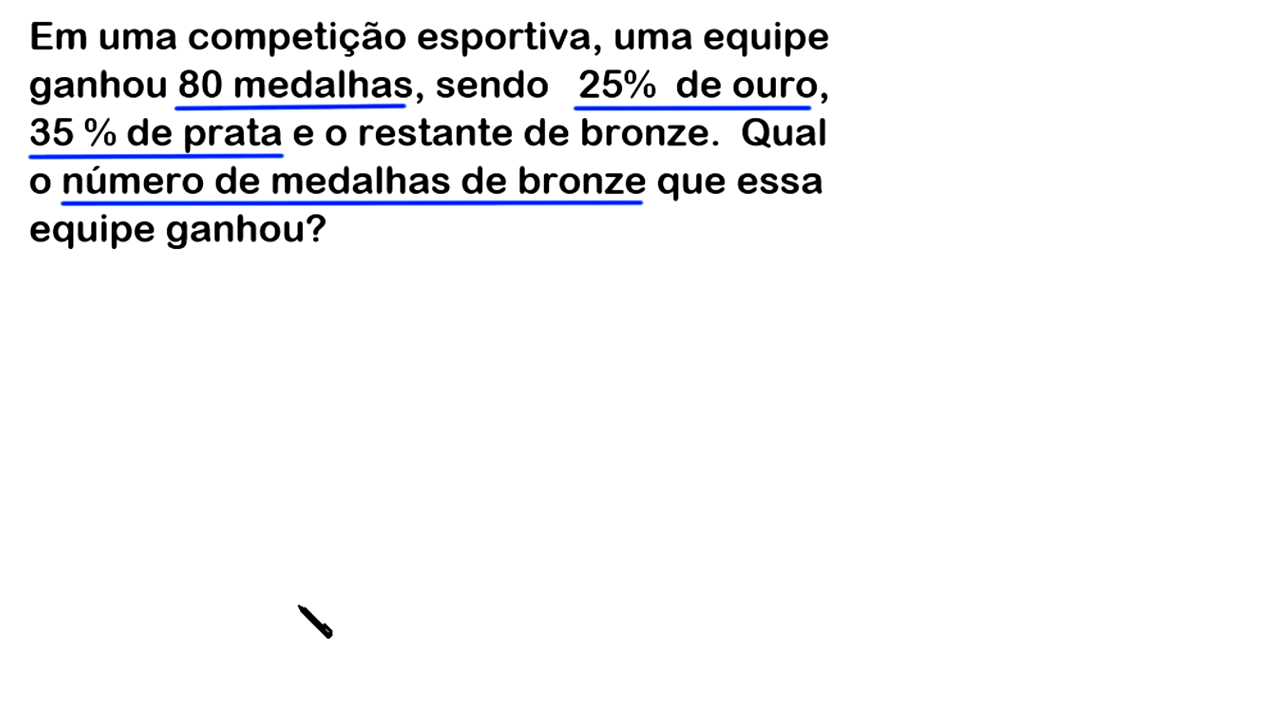 Em uma competição esportiva, uma equipe
ganhou 80 medalhas, sendo 25% de ouro,
35 % de prata e o restante de bronze. Qual
o número de medalhas de bronze que essa
equipe ganhou?